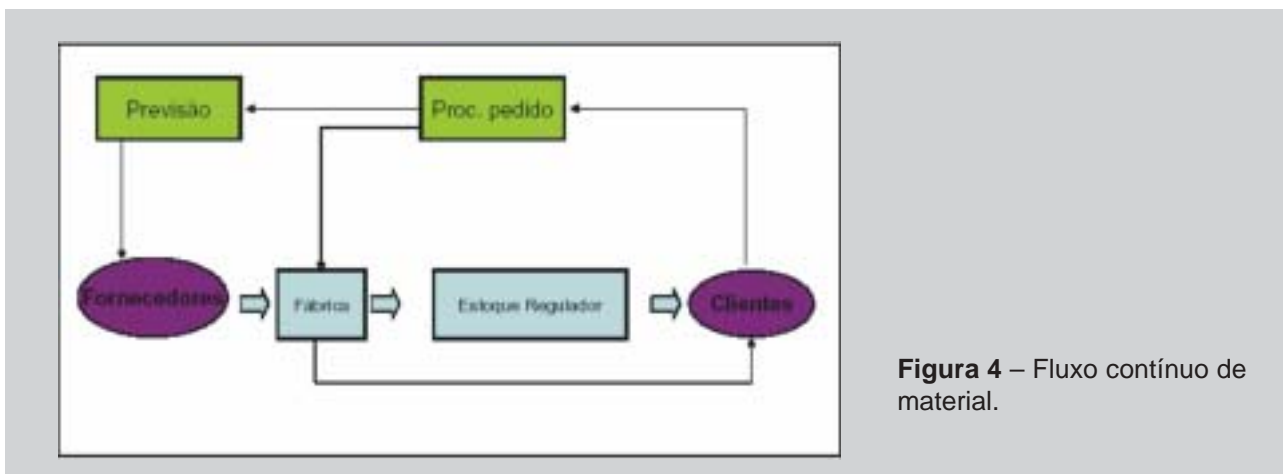 Previsão
Proc. pedido
Fornecedores
Fábrica
Estoque Regulador
Clientes
Figura 4 – Fluxo contínuo de
material.